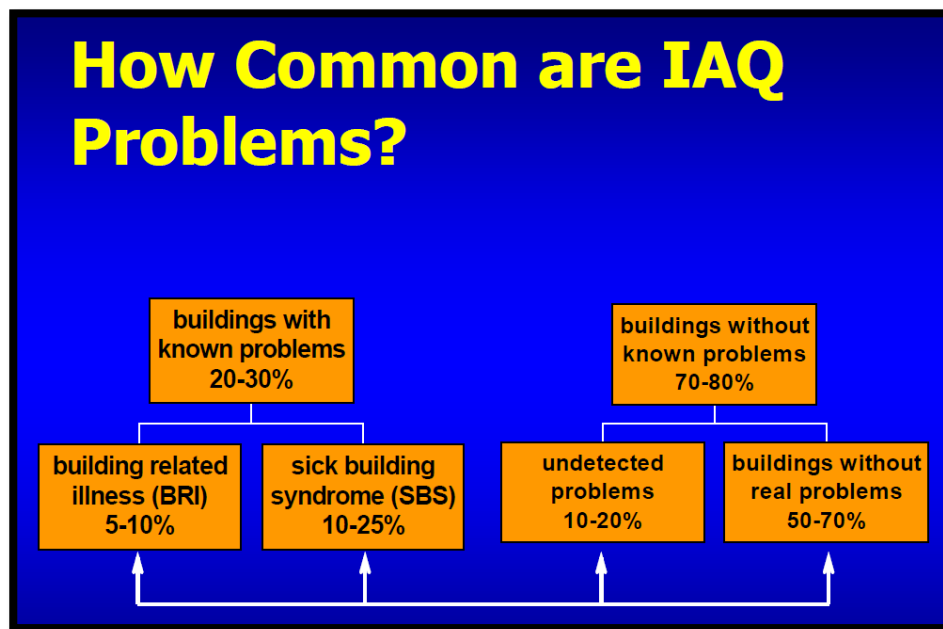 How Common are IAQ
Problems?
buildings with
known problems
20-30%
buildings without
known problems
70-80%
building related
illness (BRI)
5-10%
sick building
syndrome (SBS)
10-25%
undetected
problems
10-20%
buildings without
real problems
50-70%